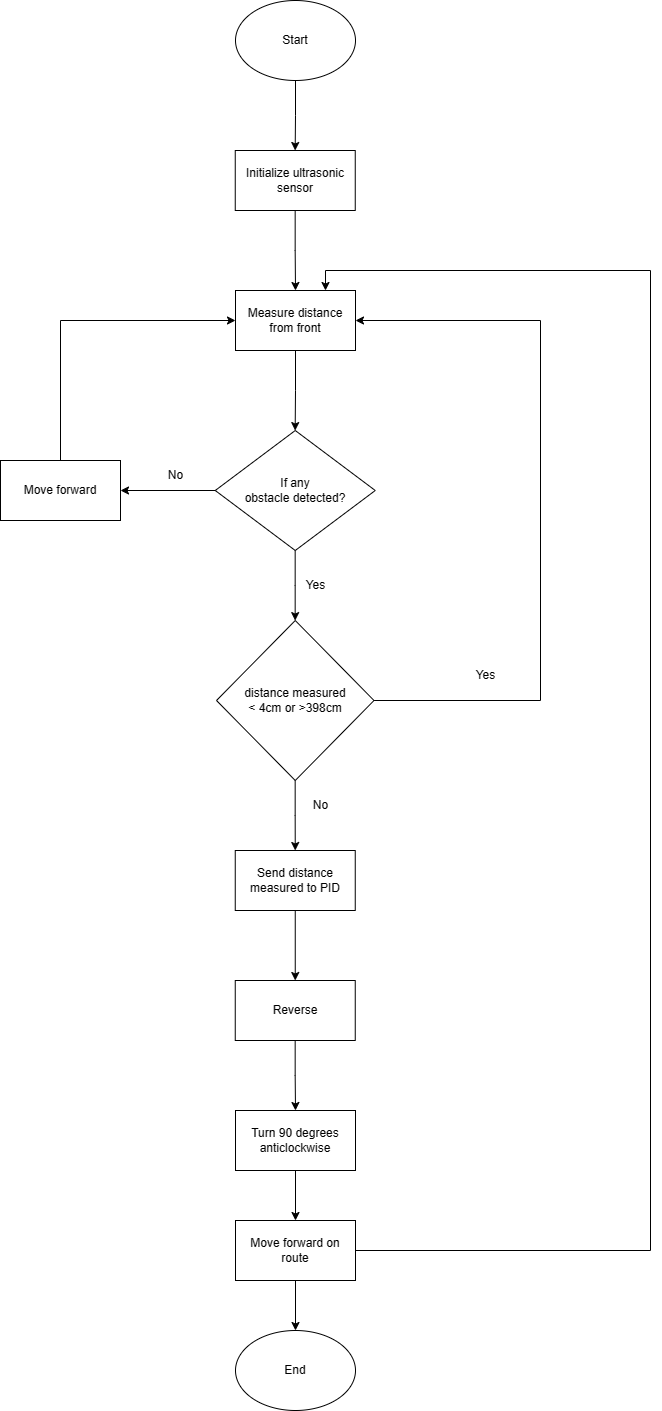 Start
Initialize ultrasonic
sensor
Measure distance
from front
Move forward
No
If any
obstacle detected?
Yes
Yes
distance measured
< 4cm or >398cm
No
Send distance
measured to PID
Reverse
Turn 90 degrees
anticlockwise
Move forward on
route
End